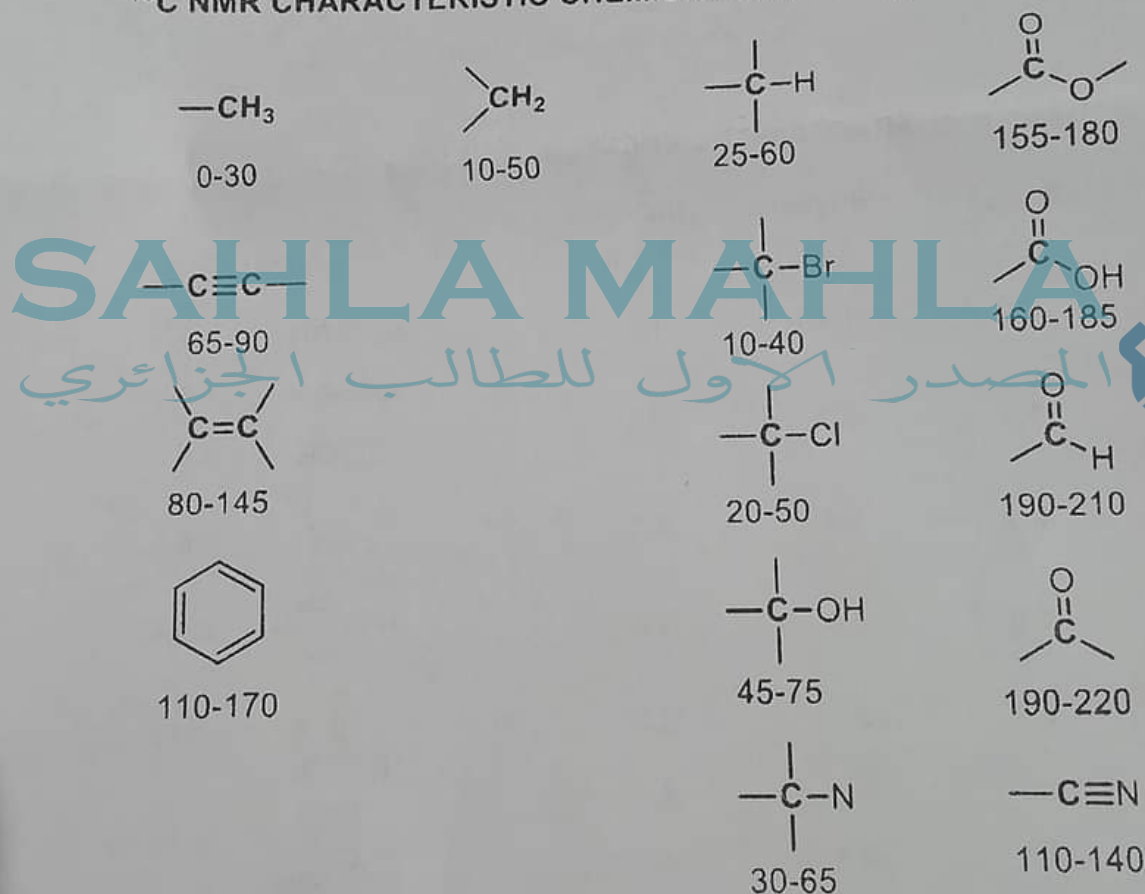 C NMR CHARACTERISTIC
—CH3
CH2
—C—H
O
C
O
0-30
10-50
25-60
155-180
SAHLA MAHLA
—C≡C—
—C—Br
O
C
OH
65-90
10-40
160-185
المصدر الاول للطالب الجزائري
C=C
—C—Cl
O
C
H
80-145
20-50
190-210
—C—OH
O
C
110-170
45-75
190-220
—C—N
—C≡N
30-65
110-140